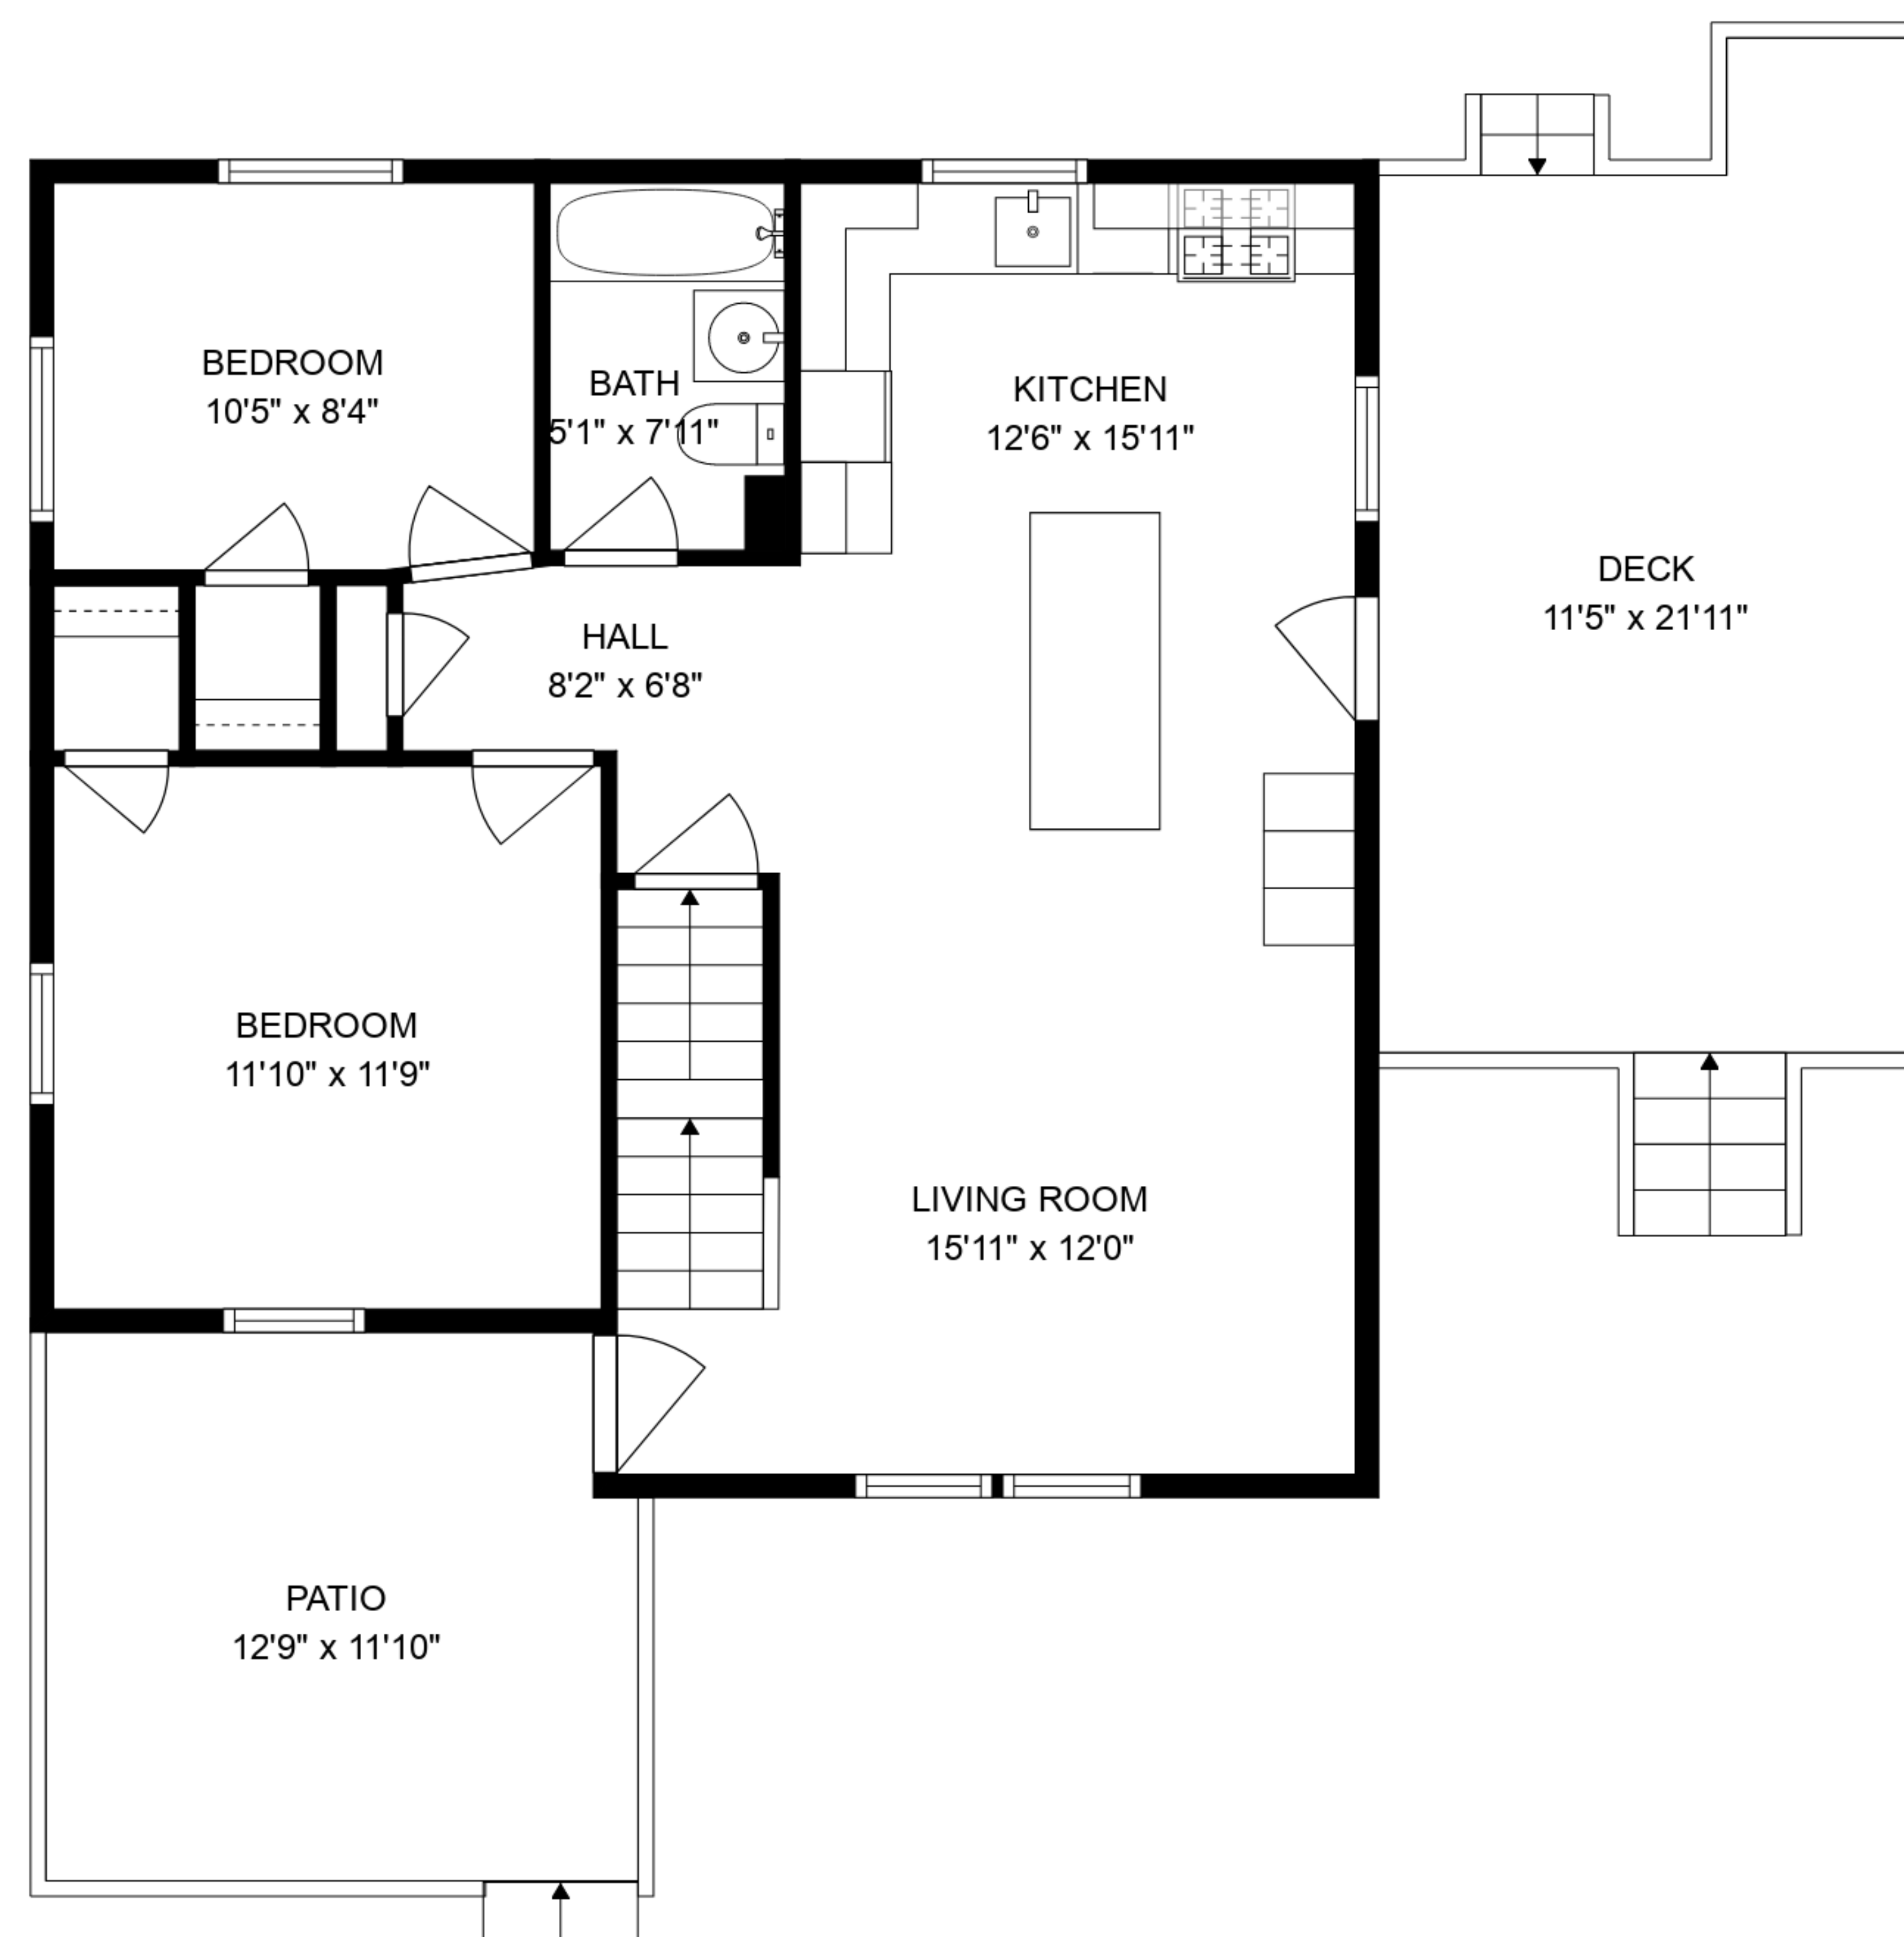 BEDROOM
10'5" x 8'4"
BATH
5'1" x 7'11"
KITCHEN
12'6" x 15'11"
DECK
11'5" x 21'11"
HALL
8'2" x 6'8"
BEDROOM
11'10" x 11'9"
LIVING ROOM
15'11" x 12'0"
PATIO
12'9" x 11'10"